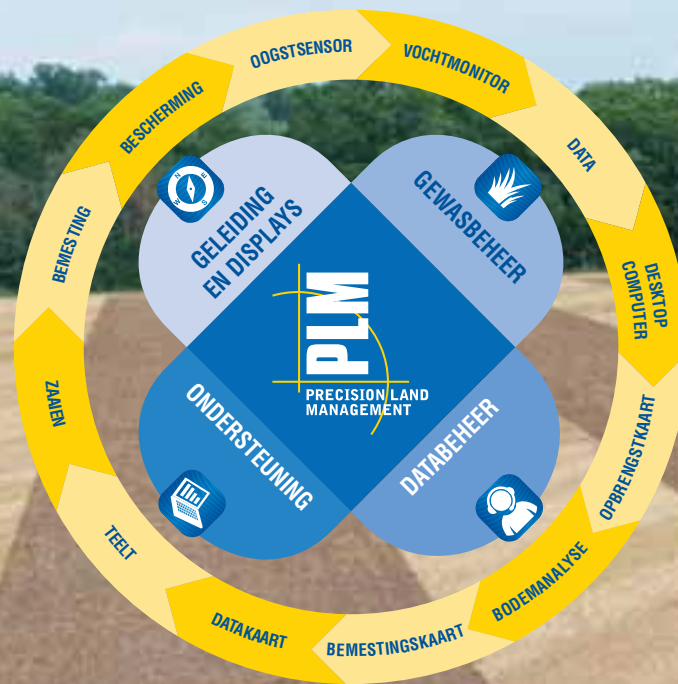 OOGSTSENSOR
VOCHTMONITOR
DATA
DESKTOP
COMPUTER
OPBRENGSTKAART
BODEMANALYSE
BEMESTINGSKAART
DATAKAART
TEELT
ZAAIEN
BEMESTING
BESCHERMING
N
E
S
W
GELEIDING
EN DISPLAYS
GEWASBEHEER
PLM
PRECISION LAND
MANAGEMENT
ONDERSTEUNING
DATABEHEER